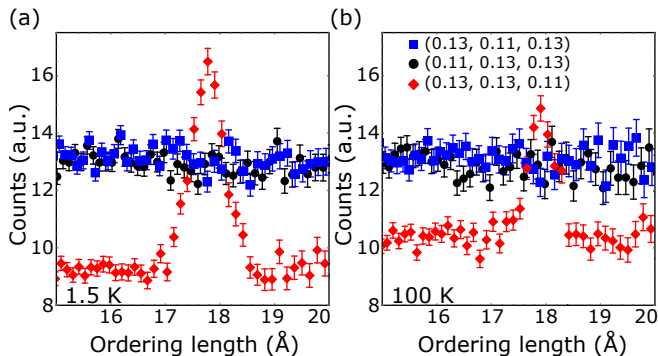 (a)
(b)
Counts (a.u.)
16
14
12
10
8
1.5 K
16 17 18 19 20
Ordering length (Å)
Counts (a.u.)
16
14
12
10
8
(0.13, 0.11, 0.13)
(0.11, 0.13, 0.13)
(0.13, 0.13, 0.11)
100 K
16 17 18 19 20
Ordering length (Å)